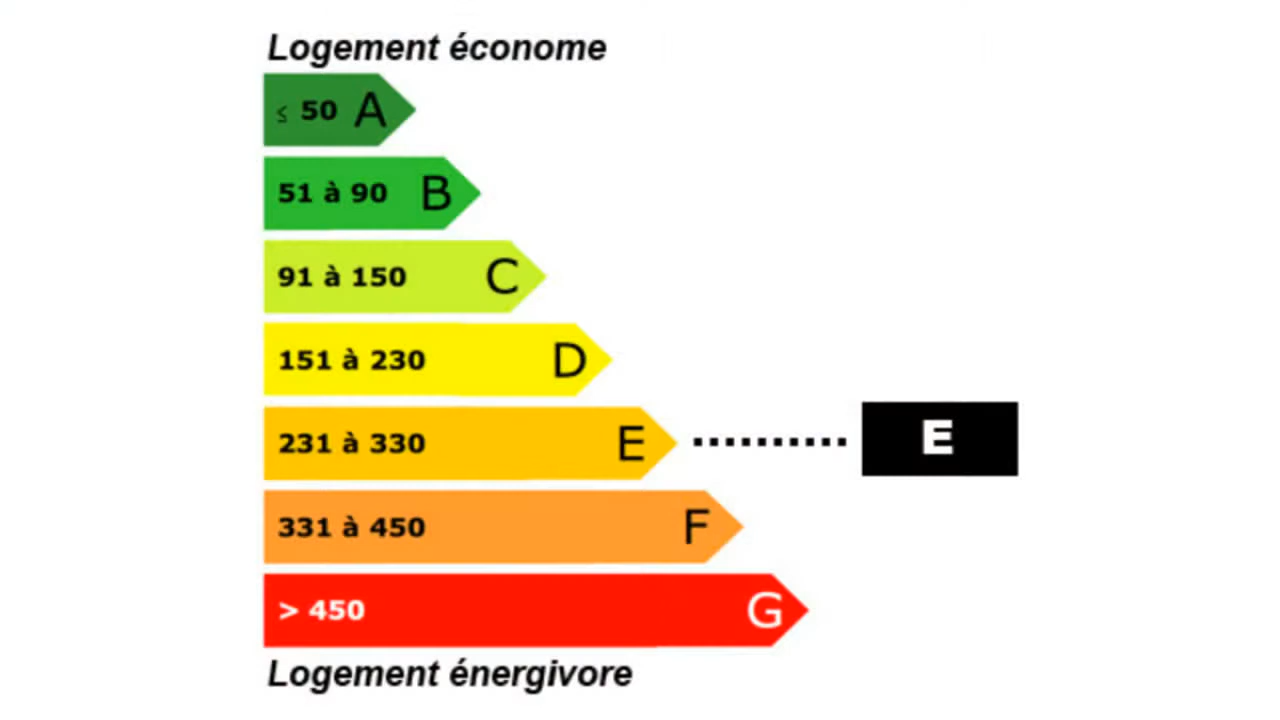 Logement économe
≤ 50 A
51 à 90 B
91 à 150 C
151 à 230 D
231 à 330 E E
331 à 450 F
> 450 G
Logement énergivore